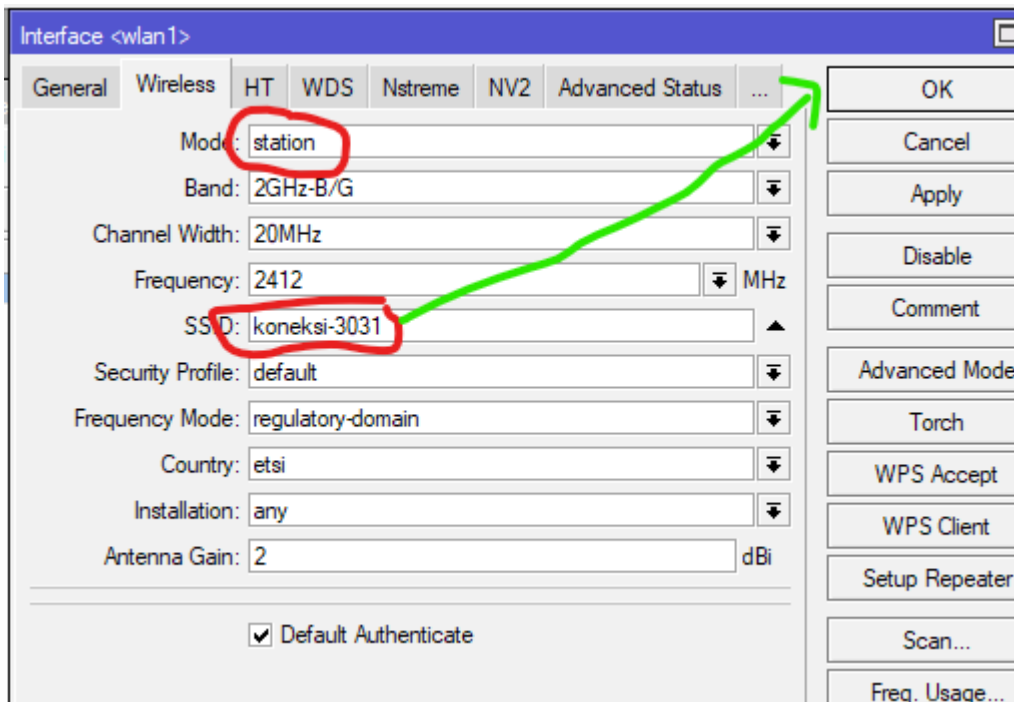 Interface <wlan1>
General Wireless HT WDS Nstreme NV2 Advanced Status ...
Mode: station
Band: 2GHz-B/G
Channel Width: 20MHz
Frequency: 2412 MHz
SSID: koneksi-3031
Security Profile: default
Frequency Mode: regulatory-domain
Country: etsi
Installation: any
Antenna Gain: 2 dBi
Default Authenticate
OK
Cancel
Apply
Disable
Comment
Advanced Mode
Torch
WPS Accept
WPS Client
Setup Repeater
Scan...
Freq. Usage...